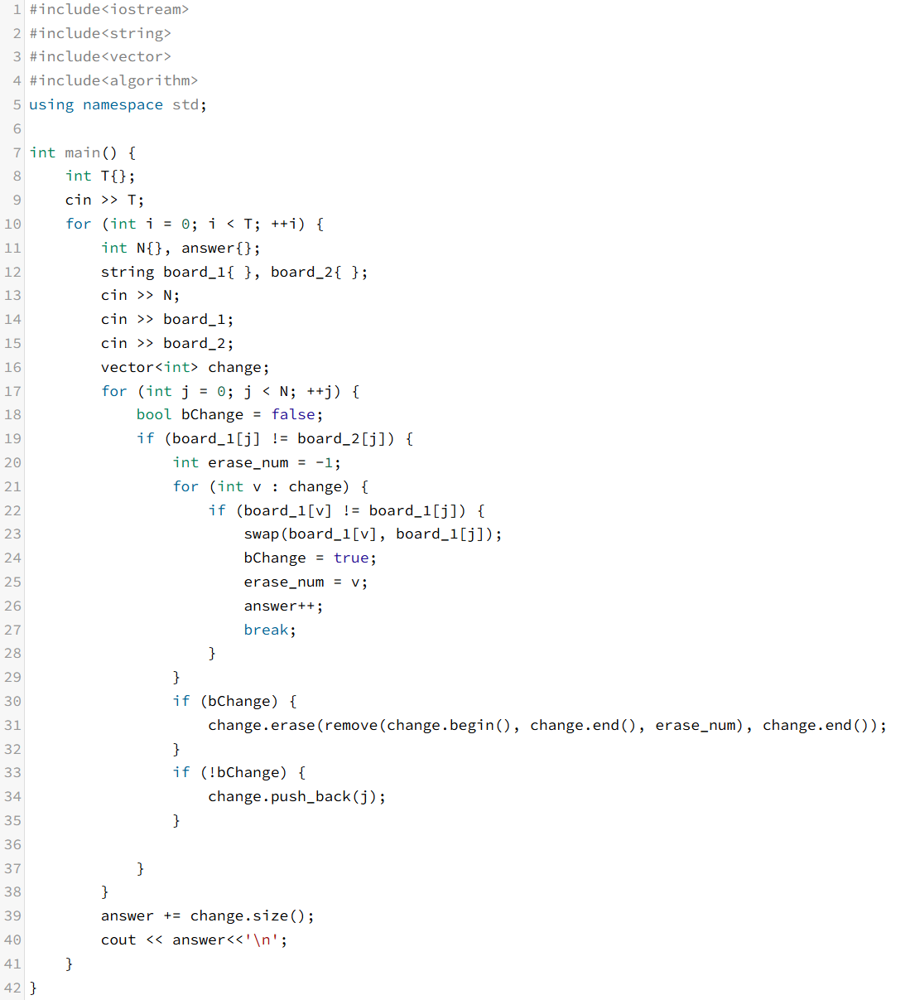 1 #include<iostream>
2 #include<string>
3 #include<vector>
4 #include<algorithm>
5 using namespace std;
6
7 int main() {
8     int T{};
9     cin >> T;
10     for (int i = 0; i < T; ++i) {
11         int N{}, answer{};
12         string board_1{ }, board_2{ };
13         cin >> N;
14         cin >> board_1;
15         cin >> board_2;
16         vector<int> change;
17         for (int j = 0; j < N; ++j) {
18             bool bChange = false;
19             if (board_1[j] != board_2[j]) {
20                 int erase_num = -1;
21                 for (int v : change) {
22                     if (board_1[v] != board_1[j]) {
23                         swap(board_1[v], board_1[j]);
24                         bChange = true;
25                         erase_num = v;
26                         answer++;
27                         break;
28                     }
29                 }
30                 if (bChange) {
31                     change.erase(remove(change.begin(), change.end(), erase_num), change.end());
32                 }
33                 if (!bChange) {
34                     change.push_back(j);
35                 }
36
37             }
38         }
39         answer += change.size();
40         cout << answer<<'\n';
41     }
42 }